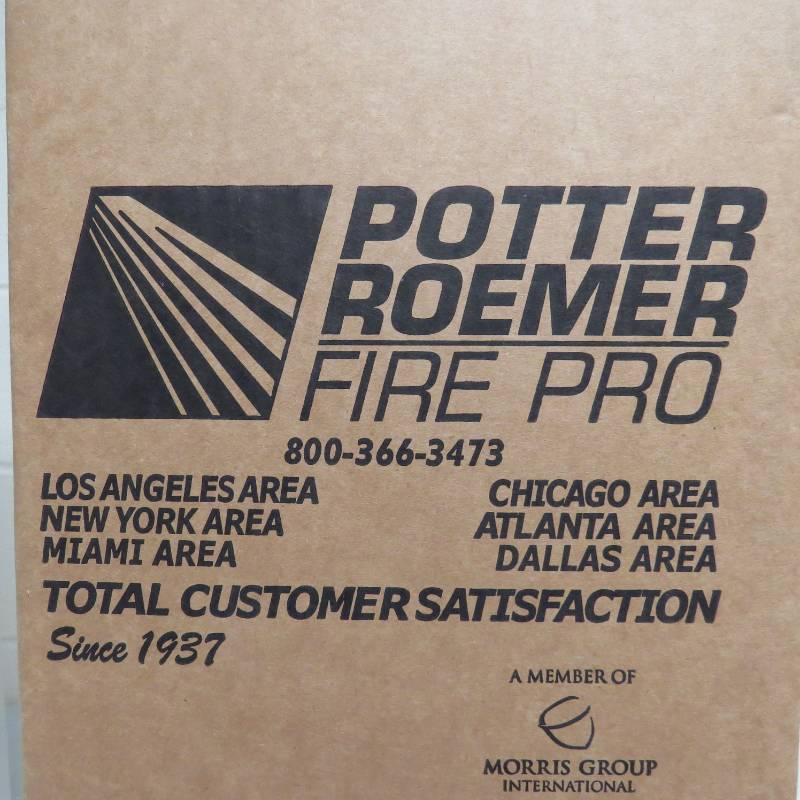 POTTER
ROEMER
FIRE PRO
800-366-3473
LOS ANGELES AREA
NEW YORK AREA
MIAMI AREA
CHICAGO AREA
ATLANTA AREA
DALLAS AREA
TOTAL CUSTOMER SATISFACTION
Since 1937
A MEMBER OF
MORRIS GROUP
INTERNATIONAL